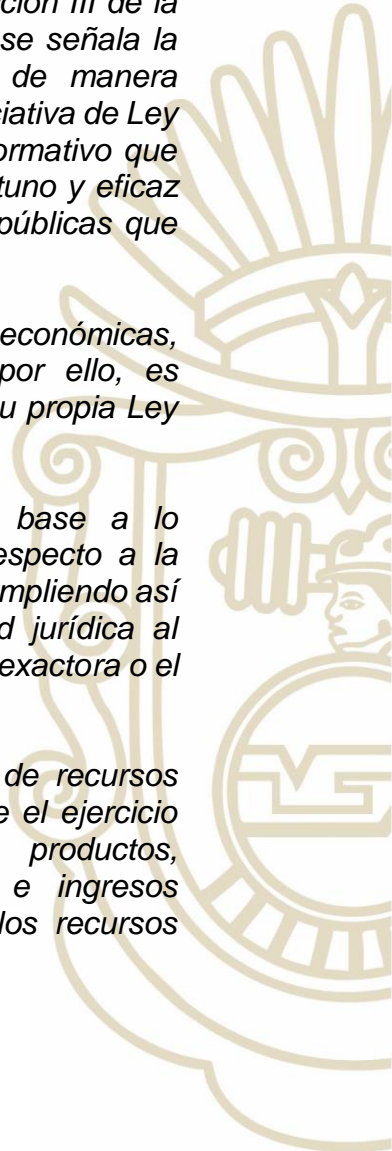 ción III de la
se señala la
de manera
ciativa de Ley
ormativo que
tuno y eficaz
públicas que
económicas,
por ello, es
u propia Ley
base a lo
especto a la
mpliendo así
d jurídica al
exactora o el
de recursos
e el ejercicio
productos,
e ingresos
los recursos